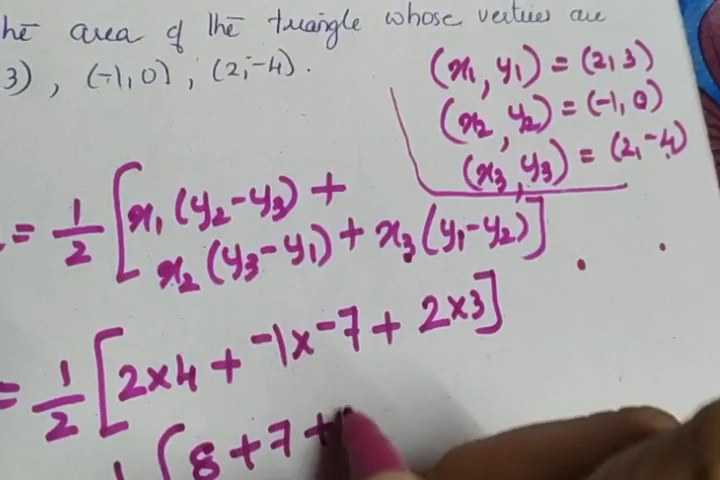 the area of the triangle whose vertices are
3) , (-1, 0) , (2, -4) .
(x₁, y₁) = (2, 3)
(x₂, y₂) = (-1, 0)
(x₃, y₃) = (2, -4)
= 1/2 [x₁ (y₂-y₃) +
x₂ (y₃-y₁) + x₃ (y₁-y₂)]
= 1/2 [2×4 + -1×-7 + 2×3]
[8+7+